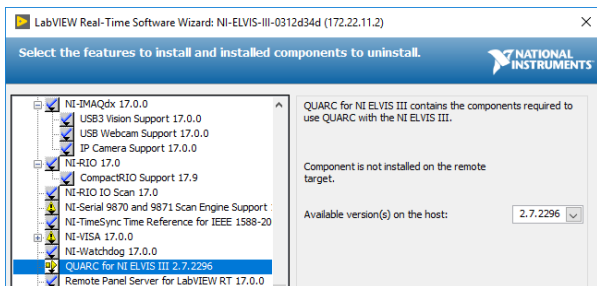 LabVIEW Real-Time Software Wizard: NI-ELVIS-III-0312d34d (172.22.11.2)
Select the features to install and installed components to uninstall.
NATIONAL
INSTRUMENTS
NI-IMAQdx 17.0.0
USB3 Vision Support 17.0.0
USB Webcam Support 17.0.0
IP Camera Support 17.0.0
NI-RIO 17.0
CompactRIO Support 17.9
NI-RIO IO Scan 17.0
NI-Serial 9870 and 9871 Scan Engine Support
NI-TimeSync Time Reference for IEEE 1588-20
NI-VISA 17.0.0
NI-Watchdog 17.0.0
QUARC for NI ELVIS III 2.7.2296
Remote Panel Server for LabVIEW RT 17.0.0
QUARC for NI ELVIS III contains the components required to
use QUARC with the NI ELVIS III.
Component is not installed on the remote
target.
Available version(s) on the host:
2.7.2296